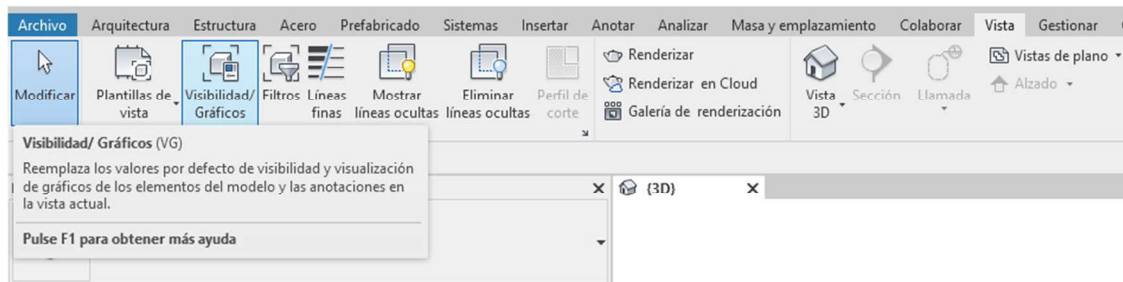 Archivo Arquitectura Estructura Acero Prefabricado Sistemas Insertar Anotar Analizar Masa y emplazamiento Colaborar Vista Gestionar
Modificar
Plantillas de vista
Visibilidad/ Gráficos
Filtros
Líneas finas
Mostrar líneas ocultas
Eliminar líneas ocultas
Perfil de corte
Renderizar
Renderizar en Cloud
Galería de renderización
Vista 3D
Sección
Llamada
Vistas de plano
Alzado
Visibilidad/ Gráficos (VG)
Reemplaza los valores por defecto de visibilidad y visualización
de gráficos de los elementos del modelo y las anotaciones en
la vista actual.
Pulse F1 para obtener más ayuda
{3D}